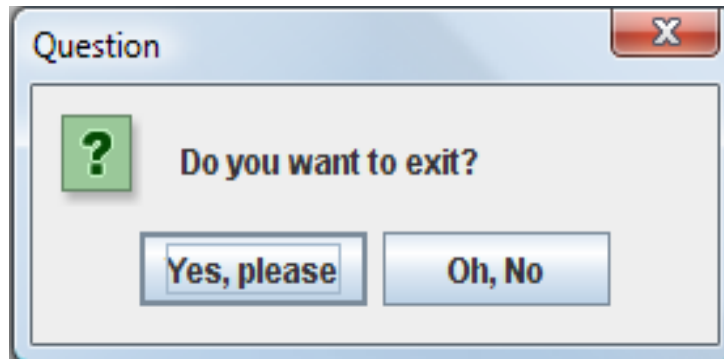 Question
?
Do you want to exit?
Yes, please
Oh, No